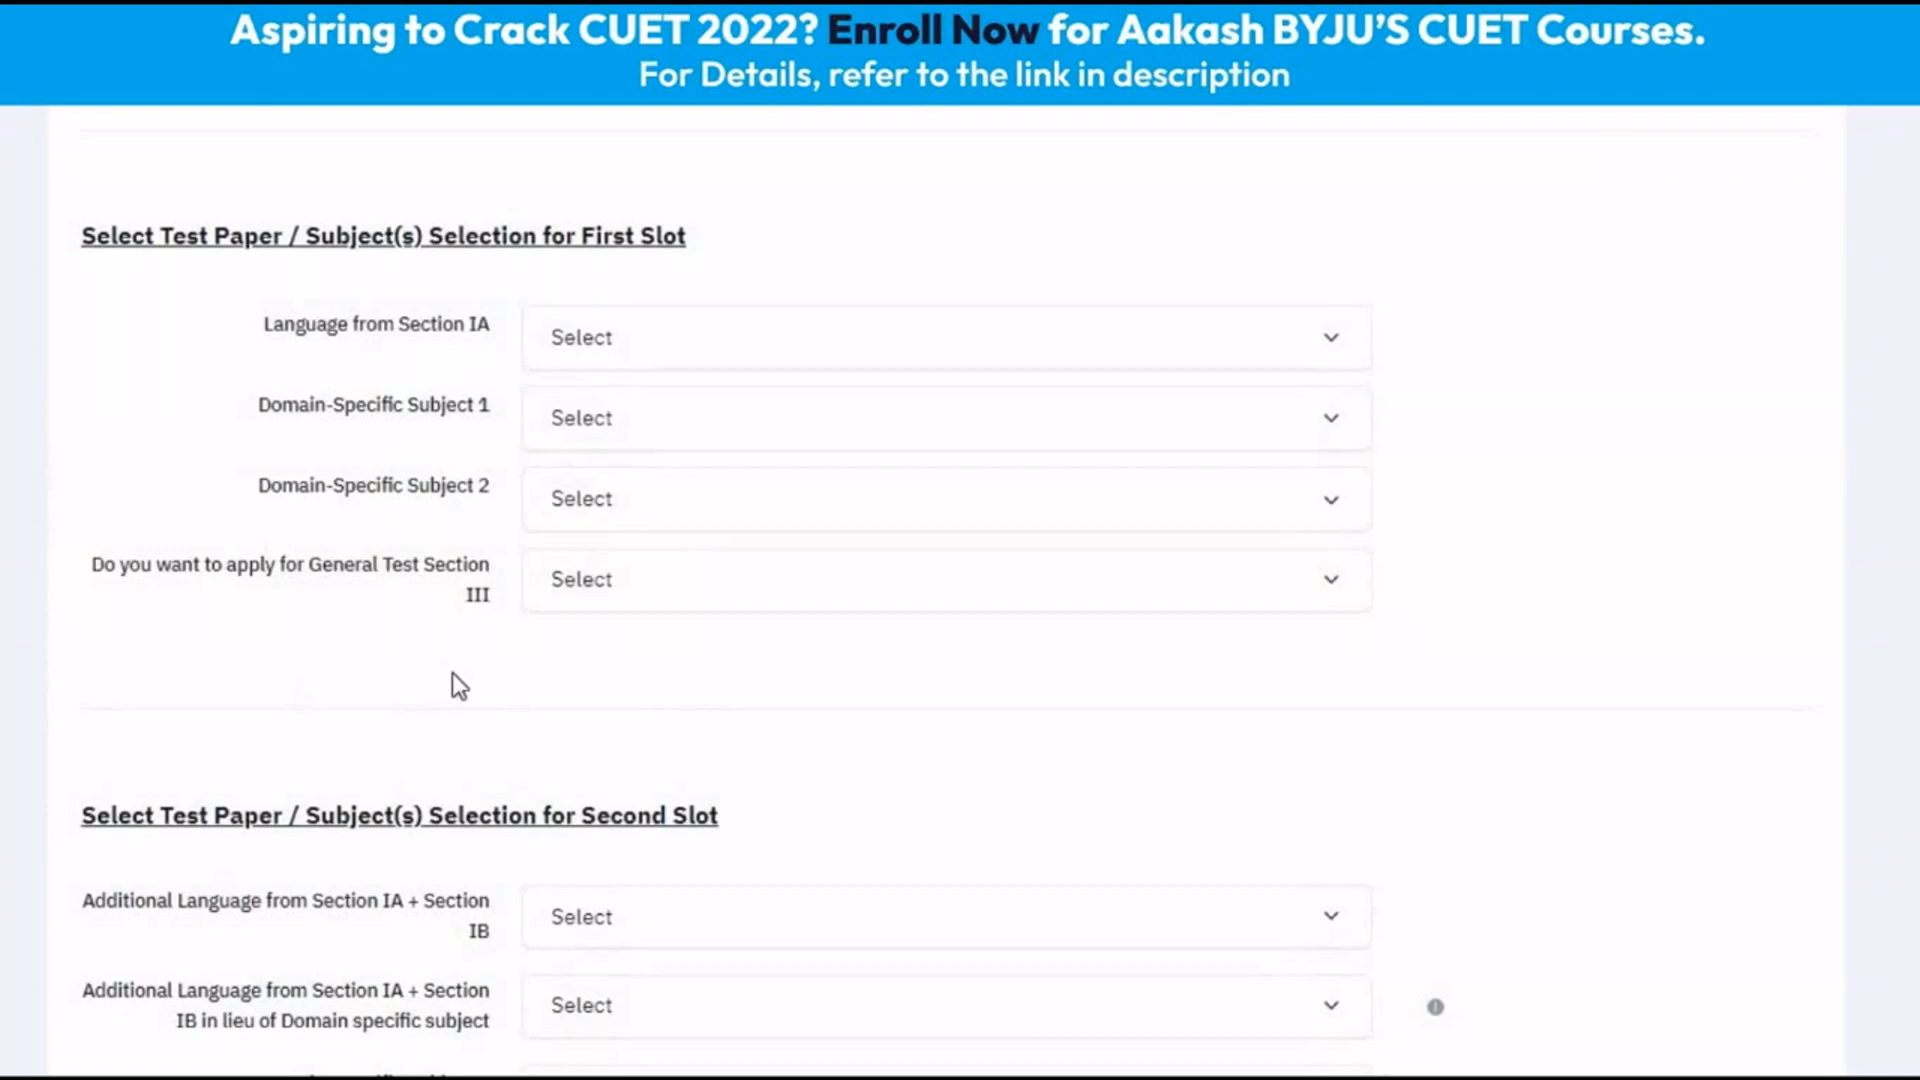 Aspiring to Crack CUET 2022? Enroll Now for Aakash BYJU'S CUET Courses.
For Details, refer to the link in description
Select Test Paper / Subject(s) Selection for First Slot
Language from Section IA
Select
Domain-Specific Subject 1
Select
Domain-Specific Subject 2
Select
Do you want to apply for General Test Section
III
Select
Select Test Paper / Subject(s) Selection for Second Slot
Additional Language from Section IA + Section
IB
Select
Additional Language from Section IA + Section
IB in lieu of Domain specific subject
Select